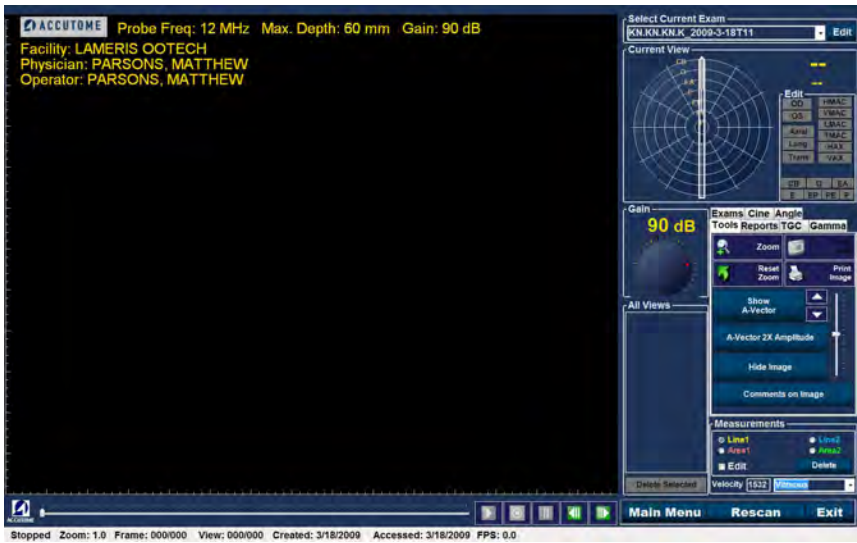 ACCUTOME Probe Freq: 12 MHz Max. Depth: 60 mm Gain: 90 dB
Facility: LAMERIS OOTECH
Physician: PARSONS, MATTHEW
Operator: PARSONS, MATTHEW
Select Current Exam
KN.KN.KN.K_2009-3-18T11 Edit
Current View
--
--
Edit
OD HMAC
OS VMAC
Axial LMAC
TMAC
Long HAX
Trans VAX
Gain
90 dB
Exams Cine Angle
Tools Reports TGC Gamma
Zoom
Reset Zoom
Print Image
All Views
Show A-Vector
A-Vector 2X Amplitude
Hide Image
Comments on Image
Measurements
Line1 Line2
Area1 Area2
Edit Delete
Delete Selected Velocity 1532 Vitreous
ACCUTOME
Main Menu Rescan Exit
Stopped Zoom: 1.0 Frame: 000/000 View: 000/000 Created: 3/18/2009 Accessed: 3/18/2009 FPS: 0.0